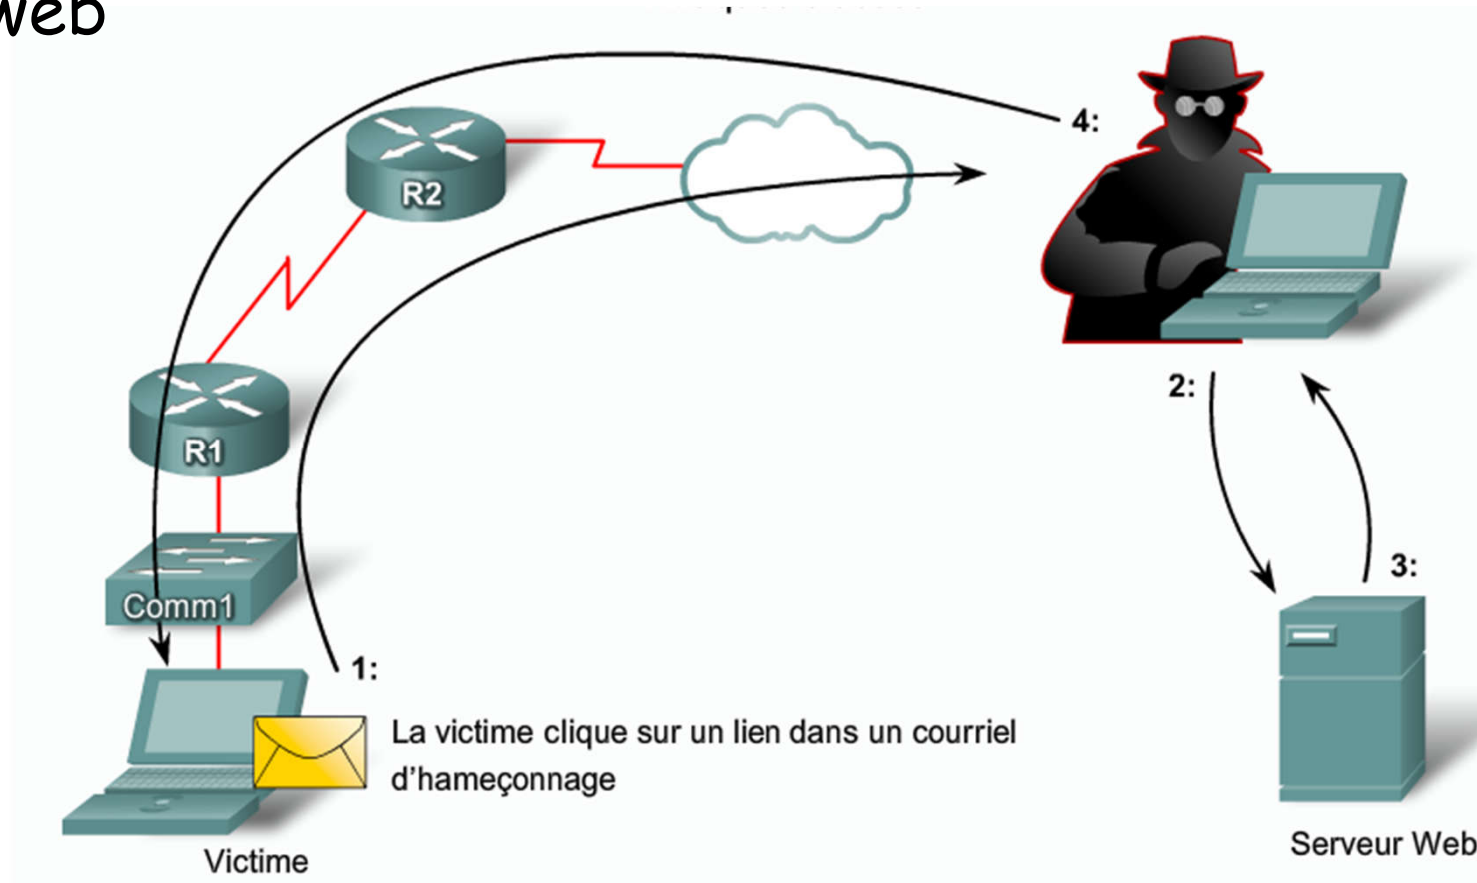 web
4:
R2
2:
R1
3:
Comm1
1:
La victime clique sur un lien dans un courriel
d'hameçonnage
Serveur Web
Victime